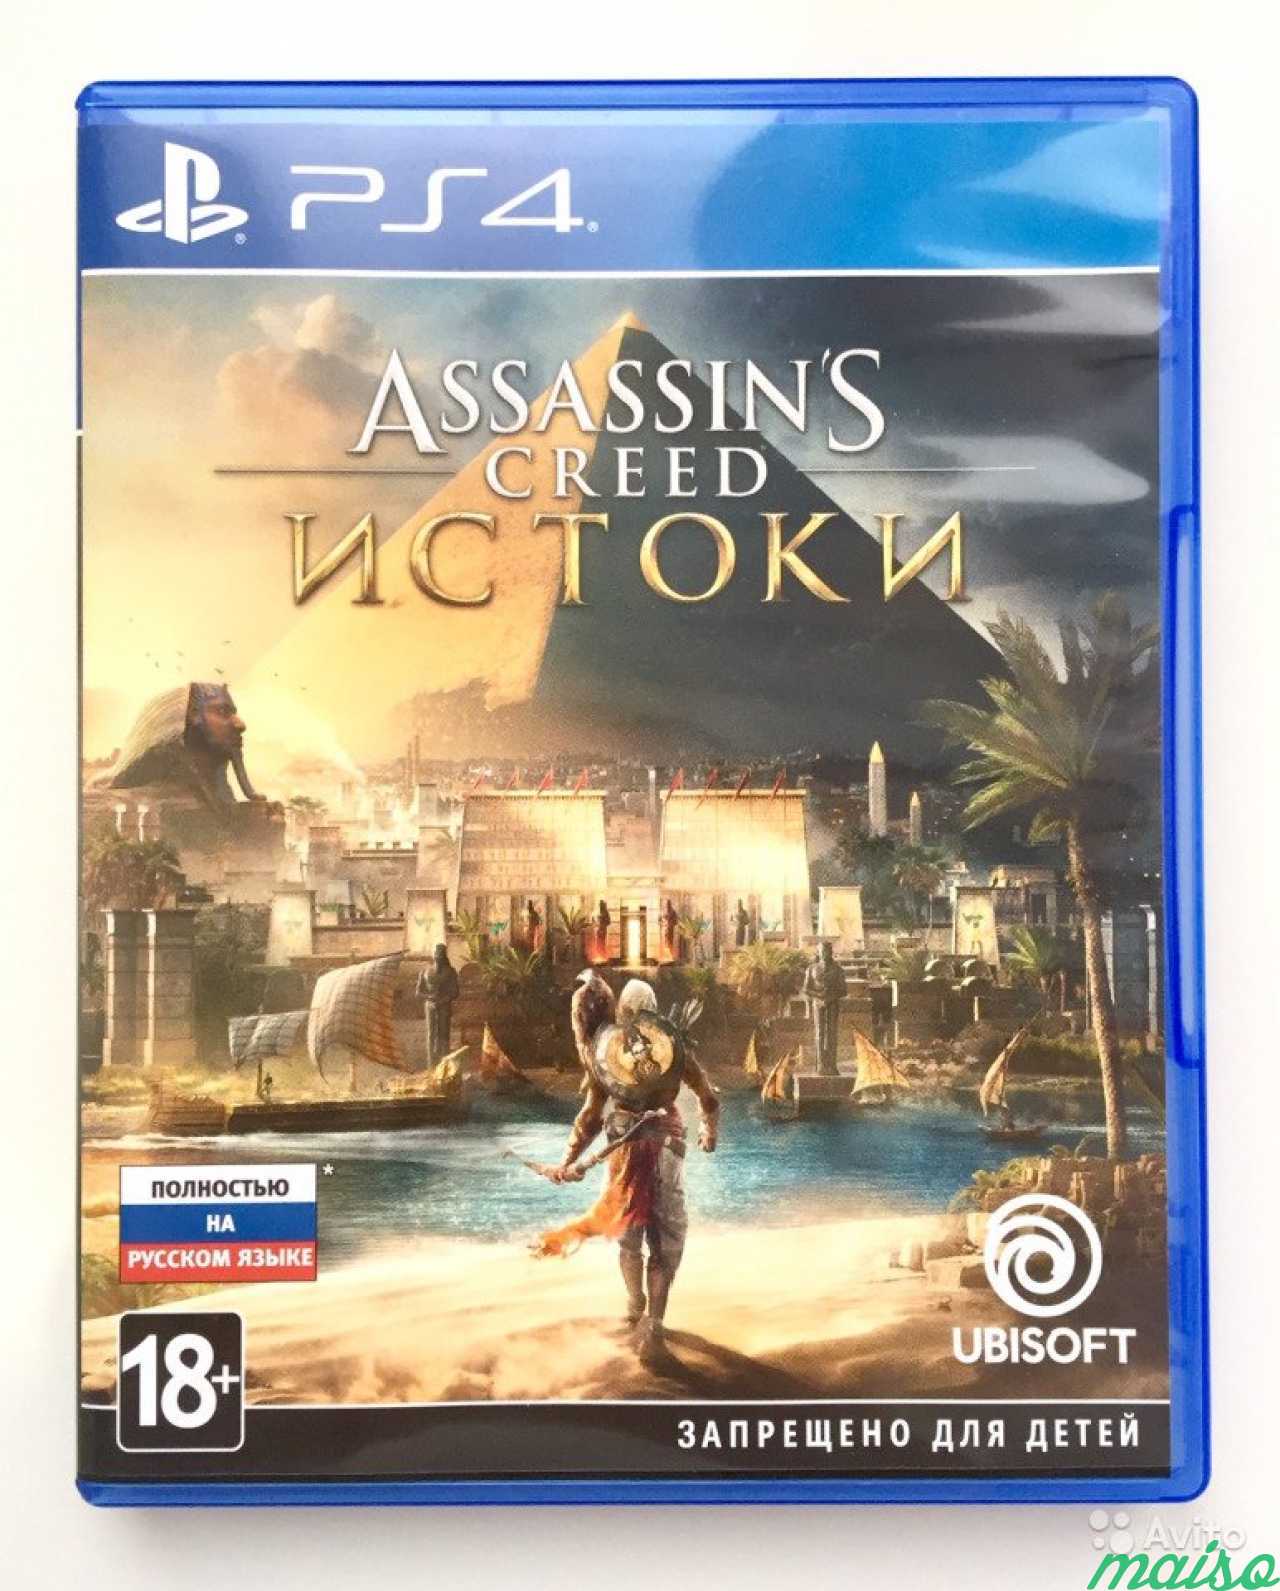 PS4
ASSASSIN'S
CREED
ИСТОКИ
ПОЛНОСТЬЮ *
НА
РУССКОМ ЯЗЫКЕ
UBISOFT
18+
ЗАПРЕЩЕНО ДЛЯ ДЕТЕЙ
Avito
maiso